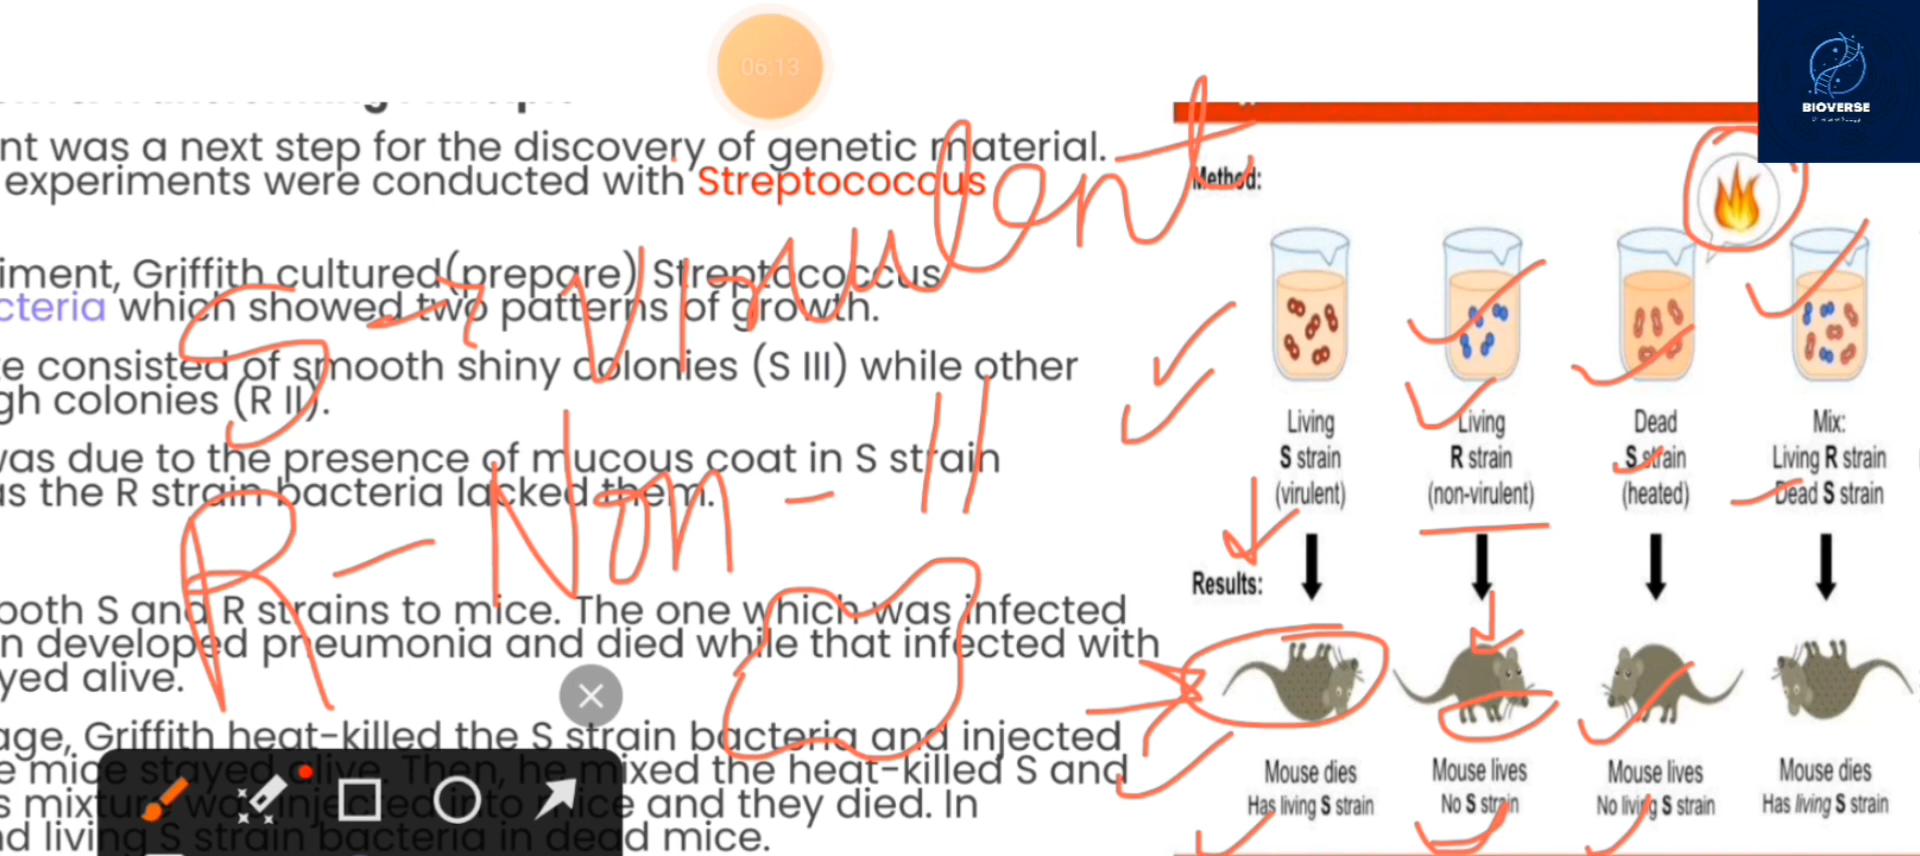 06:13
BIOVERSE
nt was a next step for the discovery of genetic material.
experiments were conducted with Streptococcus
iment, Griffith cultured(prepare) Streptococcus
cteria which showed two patterns of growth.
e consisted of smooth shiny colonies (S III) while other
gh colonies (R II).
was due to the presence of mucous coat in S strain
as the R strain bacteria lacked them.
both S and R strains to mice. The one which was infected
n developed pneumonia and died while that infected with
yed alive.
age, Griffith heat-killed the S strain bacteria and injected
e mice stayed alive. Then, he mixed the heat-killed S and
s mixture was injected into mice and they died. In
nd living S strain bacteria in dead mice.
S → Virulent
R - Non - "
Method:
Living
S strain
(virulent)
Living
R strain
(non-virulent)
Dead
S strain
(heated)
Mix:
Living R strain
Dead S strain
Results:
Mouse dies
Has living S strain
Mouse lives
No S strain
Mouse lives
No living S strain
Mouse dies
Has living S strain